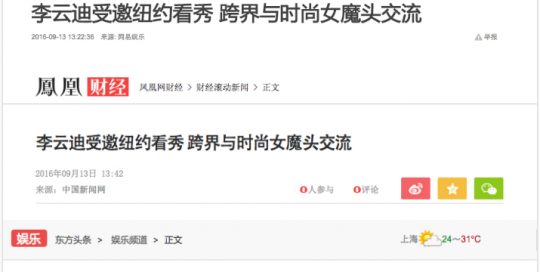 李云迪受邀纽约看秀 跨界与时尚女魔头交流
2016-09-13 13:22:36 来源: 网易娱乐 举报
鳳凰 财经 凤凰网财经 > 财经滚动新闻 > 正文
李云迪受邀纽约看秀 跨界与时尚女魔头交流
2016年09月13日 13:42
来源：中国新闻网 0人参与 0评论
娱乐 东方头条 > 娱乐频道 > 正文 上海 24～31℃